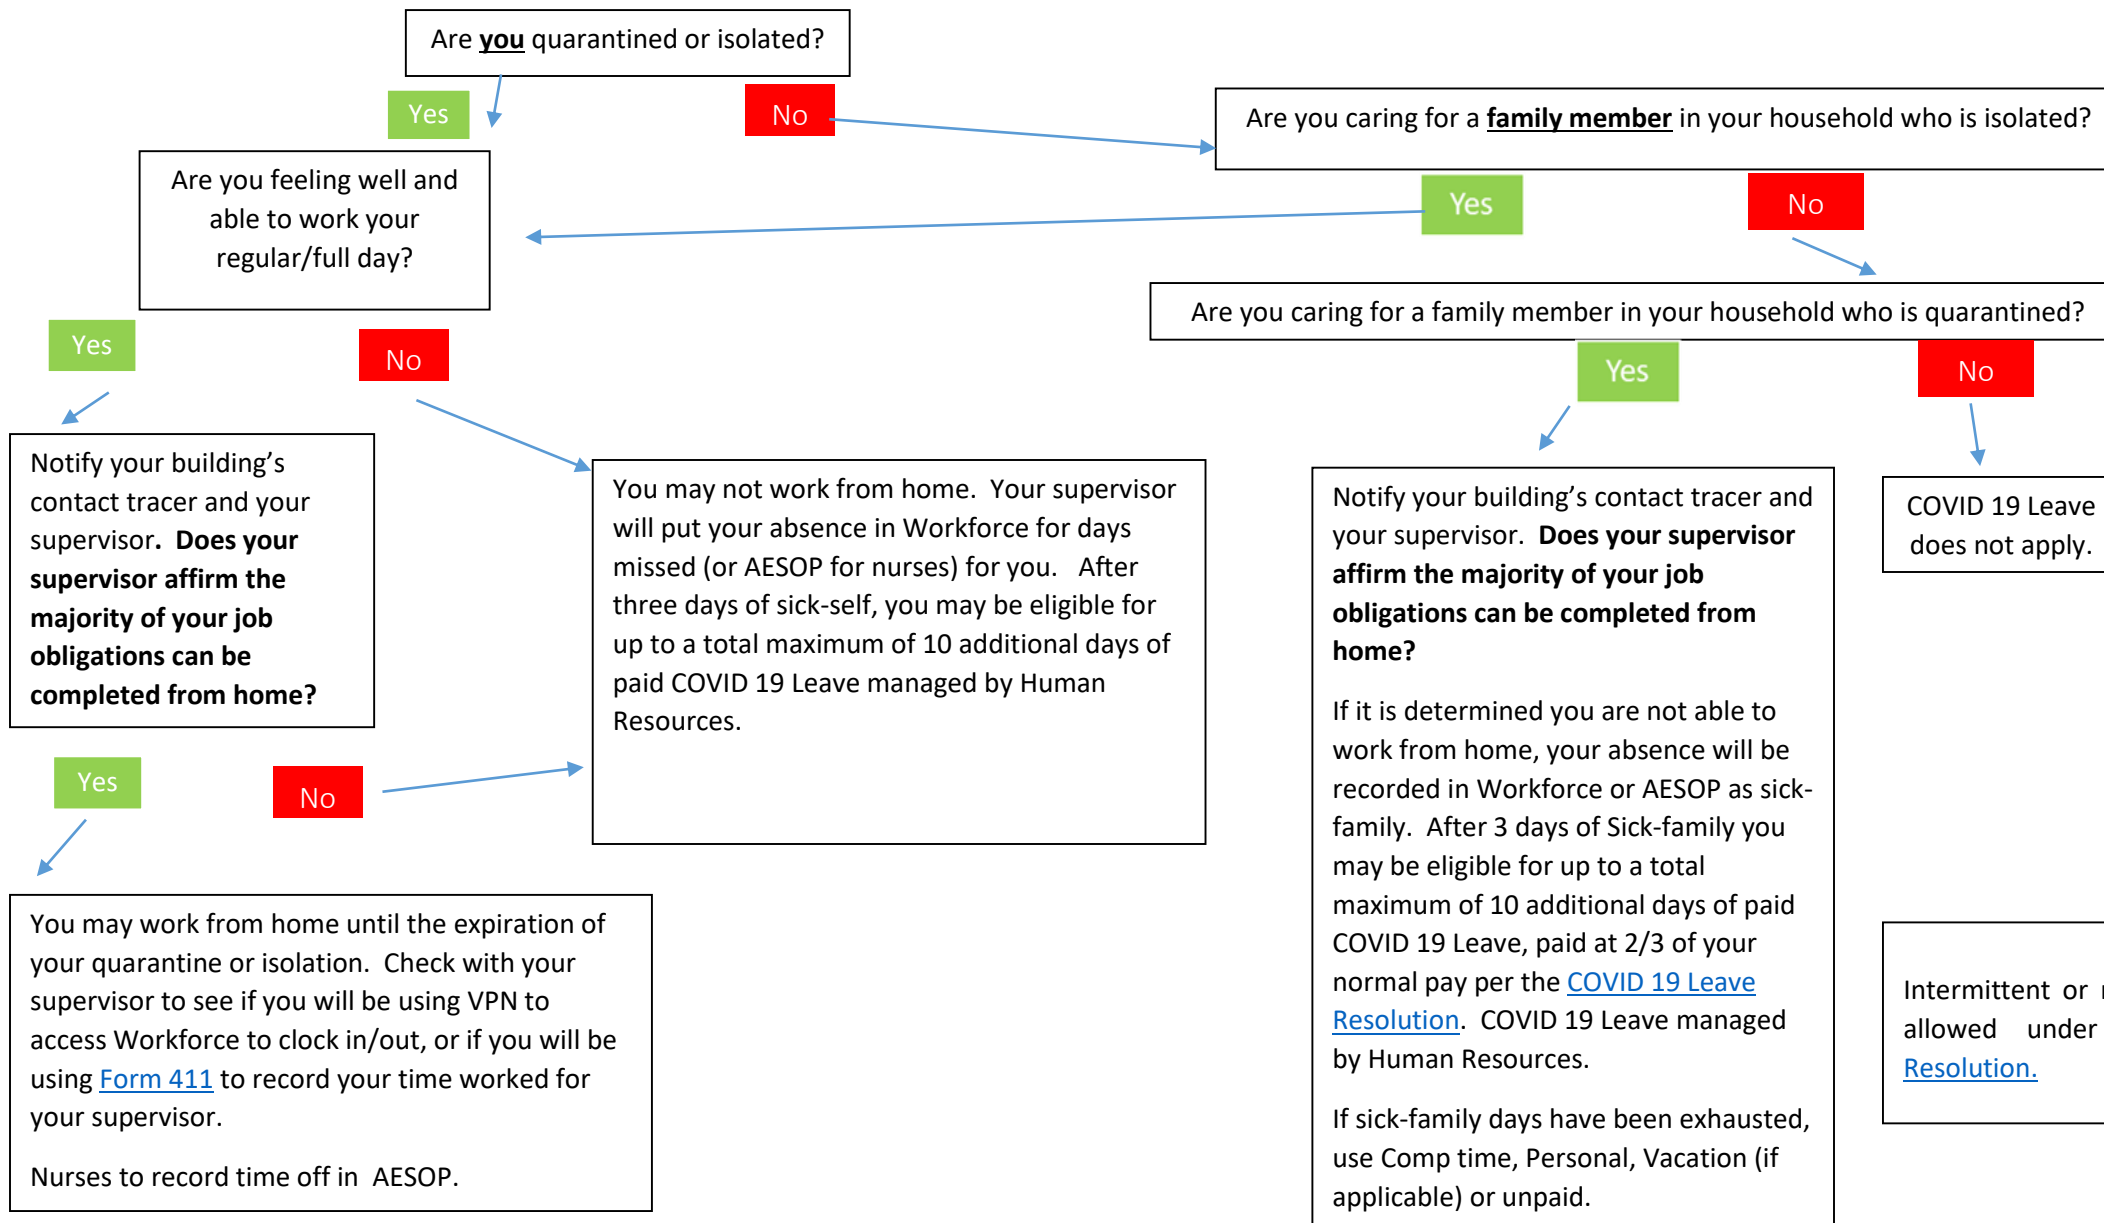 Are you quarantined or isolated?
Yes
No
Are you caring for a family member in your household who is isolated?
Are you feeling well and
able to work your
regular/full day?
Yes
No
Are you caring for a family member in your household who is quarantined?
Yes
No
Yes
No
Notify your building’s
contact tracer and your
supervisor. Does your
supervisor affirm the
majority of your job
obligations can be
completed from home?
You may not work from home. Your supervisor
will put your absence in Workforce for days
missed (or AESOP for nurses) for you. After
three days of sick-self, you may be eligible for
up to a total maximum of 10 additional days of
paid COVID 19 Leave managed by Human
Resources.
Notify your building’s contact tracer and
your supervisor. Does your supervisor
affirm the majority of your job
obligations can be completed from
home?
If it is determined you are not able to
work from home, your absence will be
recorded in Workforce or AESOP as sick-
family. After 3 days of Sick-family you
may be eligible for up to a total
maximum of 10 additional days of paid
COVID 19 Leave, paid at 2/3 of your
normal pay per the COVID 19 Leave
Resolution. COVID 19 Leave managed
by Human Resources.
If sick-family days have been exhausted,
use Comp time, Personal, Vacation (if
applicable) or unpaid.
COVID 19 Leave
does not apply.
Yes
No
You may work from home until the expiration of
your quarantine or isolation. Check with your
supervisor to see if you will be using VPN to
access Workforce to clock in/out, or if you will be
using Form 411 to record your time worked for
your supervisor.
Nurses to record time off in AESOP.
Intermittent or
allowed under
Resolution.